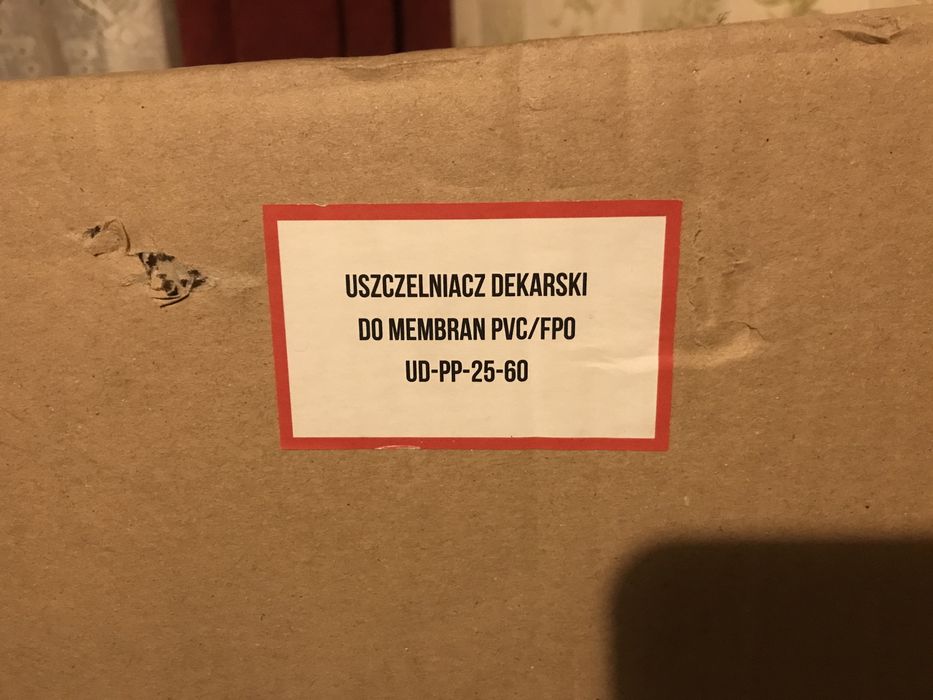 USZCZELNIACZ DEKARSKI
DO MEMBRAN PVC/FPO
UD-PP-25-60